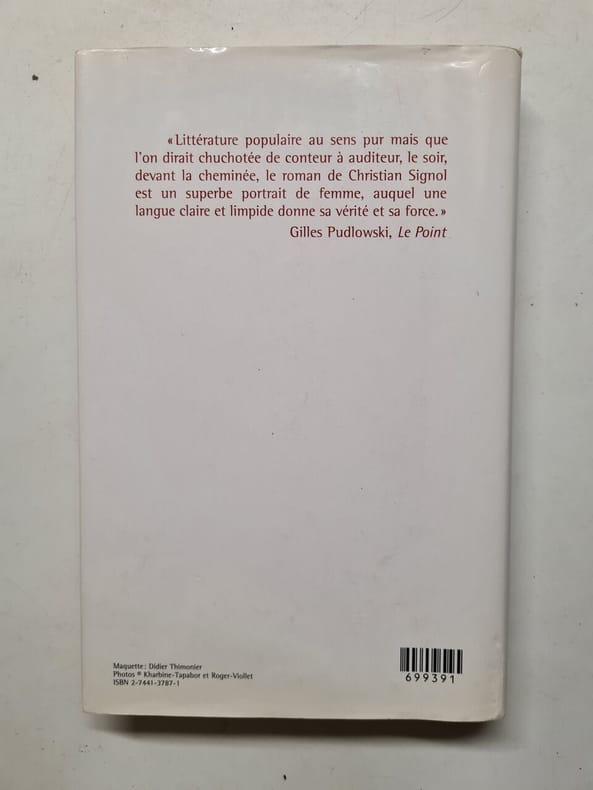 « Littérature populaire au sens pur mais que
l'on dirait chuchotée de conteur à auditeur, le soir,
devant la cheminée, le roman de Christian Signol
est un superbe portrait de femme, auquel une
langue claire et limpide donne sa vérité et sa force. »
Gilles Pudlowski, Le Point
Maquette : Didier Thimonier
Photos © Kharbine-Tapabor et Roger-Viollet
ISBN 2-7441-3787-1
699391